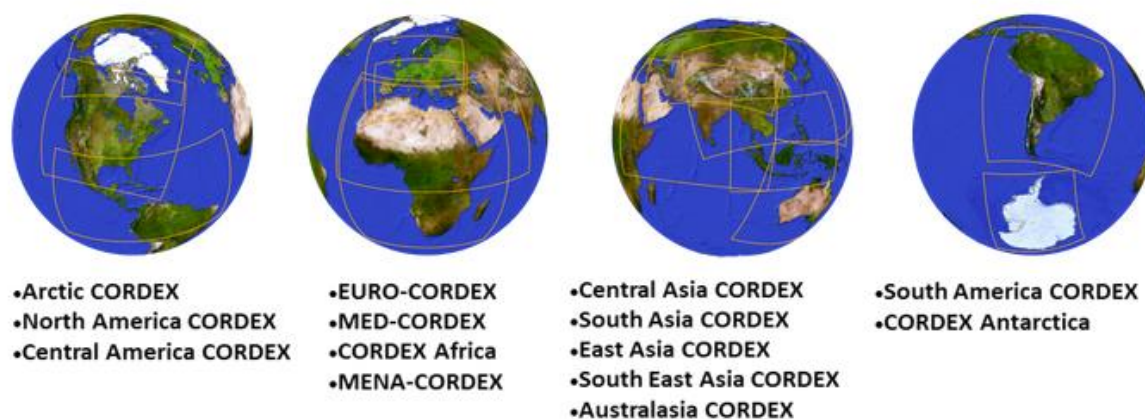 •Arctic CORDEX
•North America CORDEX
•Central America CORDEX
•EURO-CORDEX
•MED-CORDEX
•CORDEX Africa
•MENA-CORDEX
•Central Asia CORDEX
•South Asia CORDEX
•East Asia CORDEX
•South East Asia CORDEX
•Australasia CORDEX
•South America CORDEX
•CORDEX Antarctica